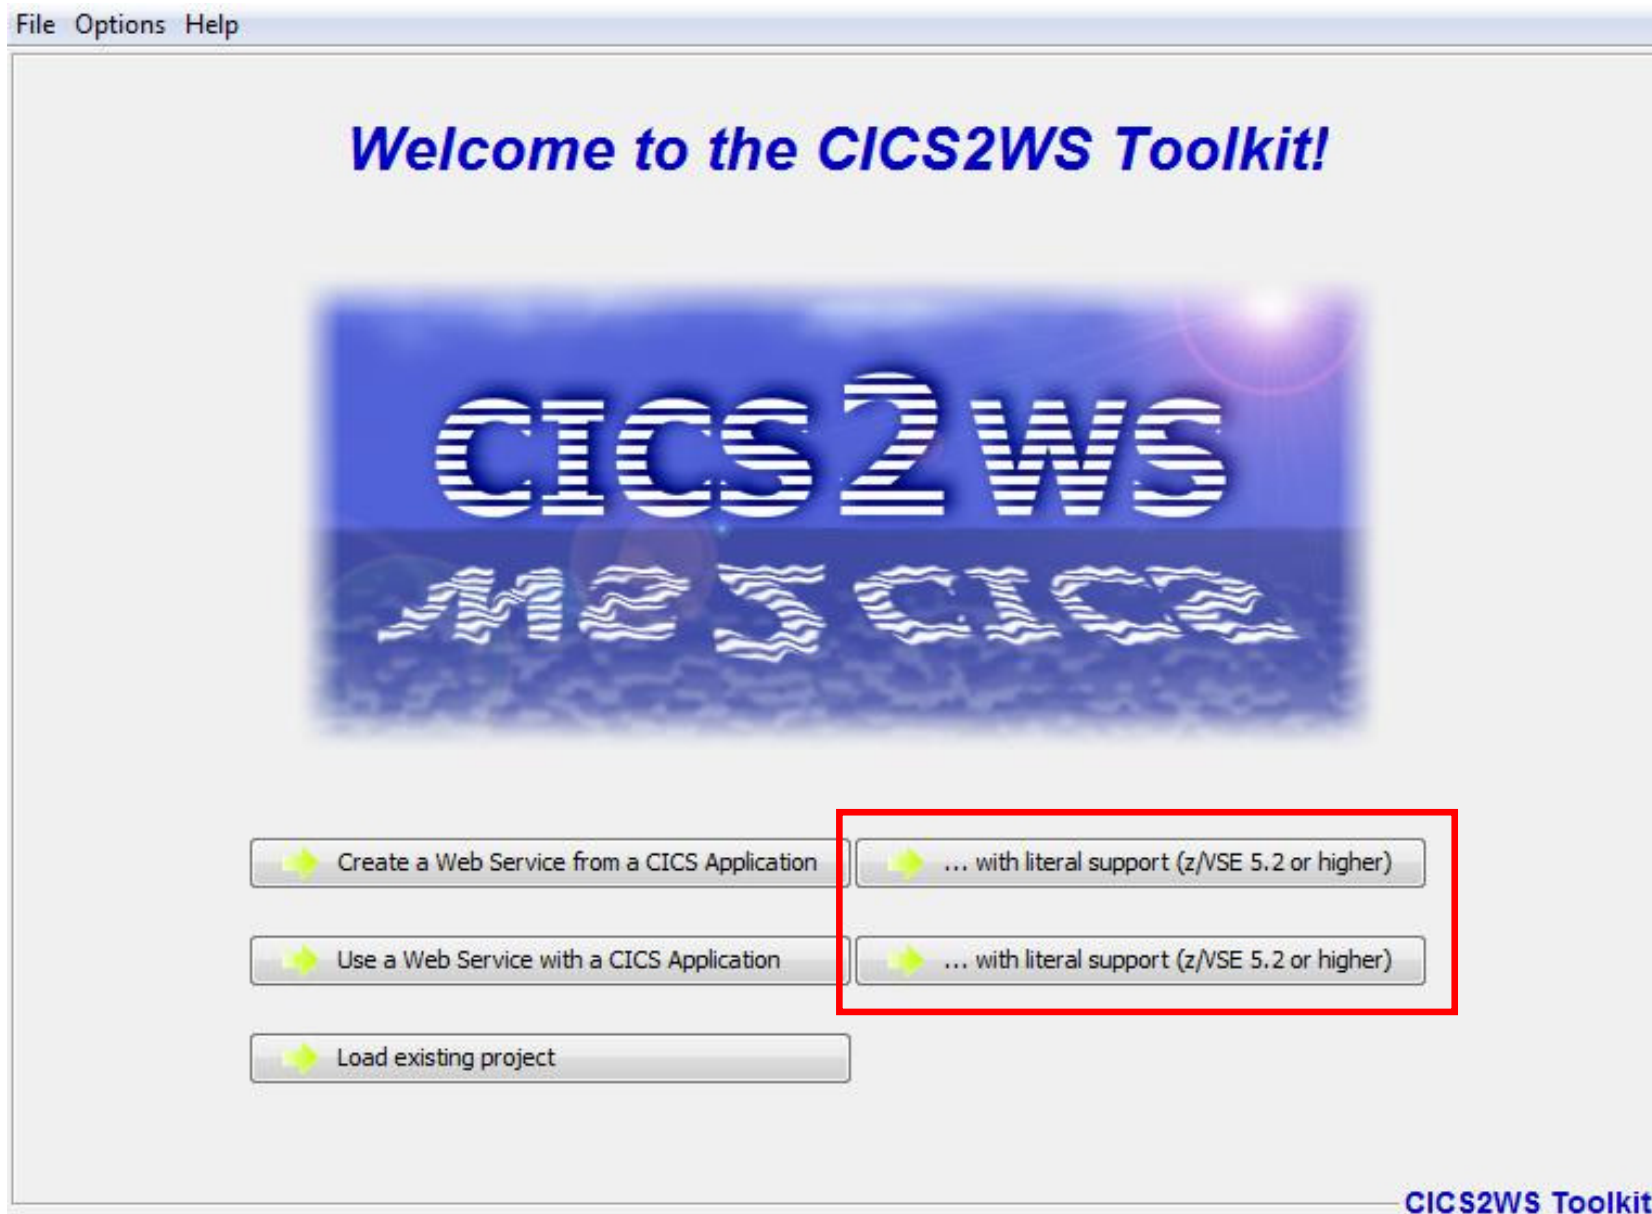 File Options Help
Welcome to the CICS2WS Toolkit!
CICS2WS
Create a Web Service from a CICS Application
... with literal support (z/VSE 5.2 or higher)
Use a Web Service with a CICS Application
... with literal support (z/VSE 5.2 or higher)
Load existing project
CICS2WS Toolkit